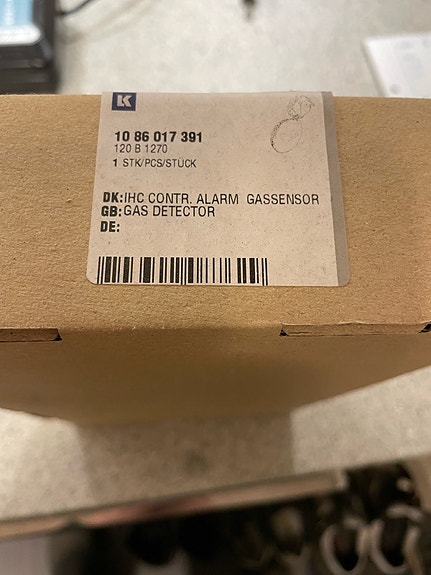 K
10 86 017 391
120 B 1270
1 STK/PCS/STÜCK
DK:IHC CONTR. ALARM GASSENSOR
GB:GAS DETECTOR
DE: